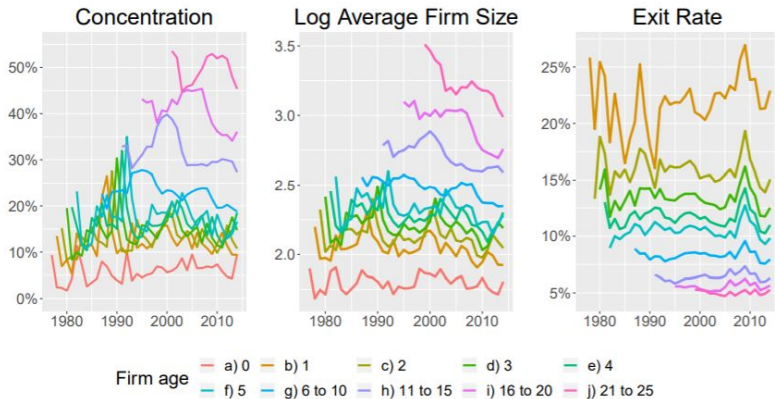 Concentration Log Average Firm Size Exit Rate
50%
40%
30%
20%
10%
0%
1980 1990 2000 2010
3.5
3.0
2.5
2.0
1980 1990 2000 2010
25%
20%
15%
10%
5%
1980 1990 2000 2010
Firm age
a) 0 b) 1 c) 2 d) 3 e) 4
f) 5 g) 6 to 10 h) 11 to 15 i) 16 to 20 j) 21 to 25